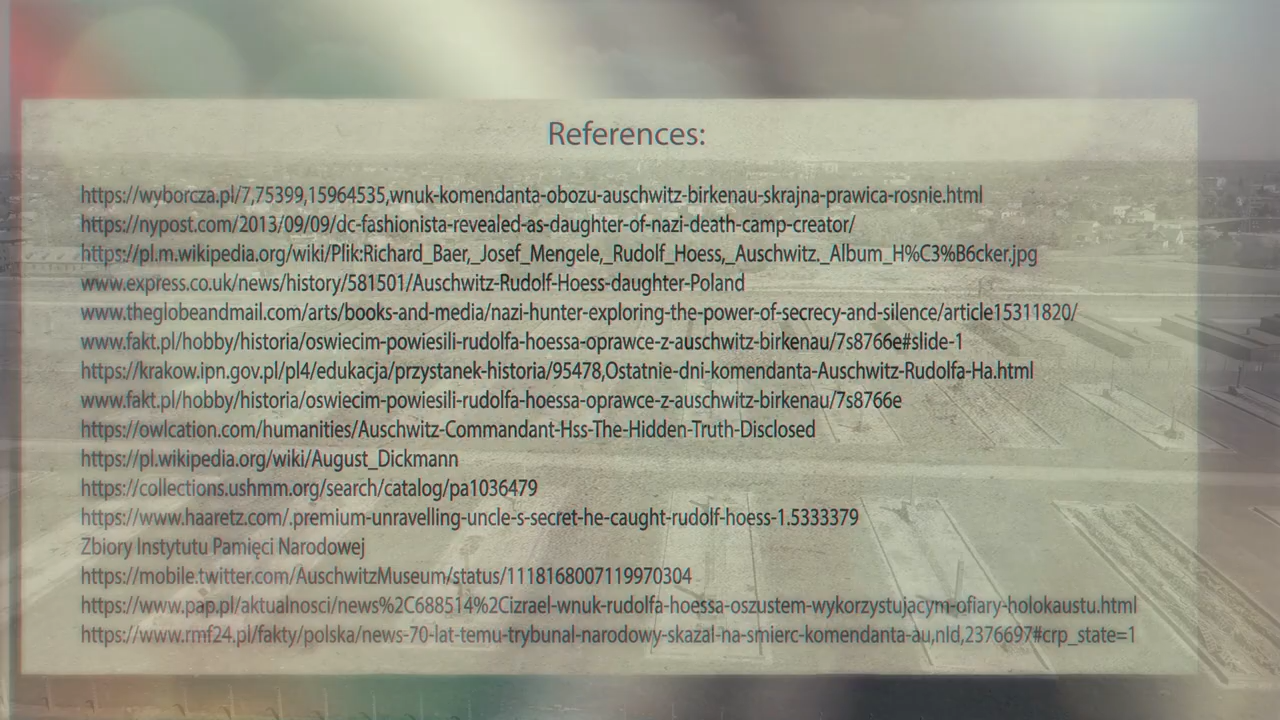 References:
https://wyborcza.pl/7,75399,15964535,wnuk-komendanta-obozu-auschwitz-birkenau-skrajna-prawica-rosnie.html
https://nypost.com/2013/09/09/dc-fashionista-revealed-as-daughter-of-nazi-death-camp-creator/
https://pl.m.wikipedia.org/wiki/Plik:Richard_Baer,_Josef_Mengele,_Rudolf_Hoess,_Auschwitz._Album_H%C3%B6cker.jpg
www.express.co.uk/news/history/581501/Auschwitz-Rudolf-Hoess-daughter-Poland
www.theglobeandmail.com/arts/books-and-media/nazi-hunter-exploring-the-power-of-secrecy-and-silence/article15311820/
www.fakt.pl/hobby/historia/oswiecim-powiesili-rudolfa-hoessa-oprawce-z-auschwitz-birkenau/7s8766e#slide-1
https://krakow.ipn.gov.pl/pl4/edukacja/przystanek-historia/95478,Ostatnie-dni-komendanta-Auschwitz-Rudolfa-Ha.html
www.fakt.pl/hobby/historia/oswiecim-powiesili-rudolfa-hoessa-oprawce-z-auschwitz-birkenau/7s8766e
https://owlcation.com/humanities/Auschwitz-Commandant-Hss-The-Hidden-Truth-Disclosed
https://pl.wikipedia.org/wiki/August_Dickmann
https://collections.ushmm.org/search/catalog/pa1036479
https://www.haaretz.com/.premium-unravelling-uncle-s-secret-he-caught-rudolf-hoess-1.5333379
Zbiory Instytutu Pamięci Narodowej
https://mobile.twitter.com/AuschwitzMuseum/status/1118168007119970304
https://www.pap.pl/aktualnosci/news%2C688514%2Cizrael-wnuk-rudolfa-hoessa-oszustem-wykorzystujacym-ofiary-holokaustu.html
https://www.rmf24.pl/fakty/polska/news-70-lat-temu-trybunal-narodowy-skazal-na-smierc-komendanta-au,nId,2376697#crp_state=1